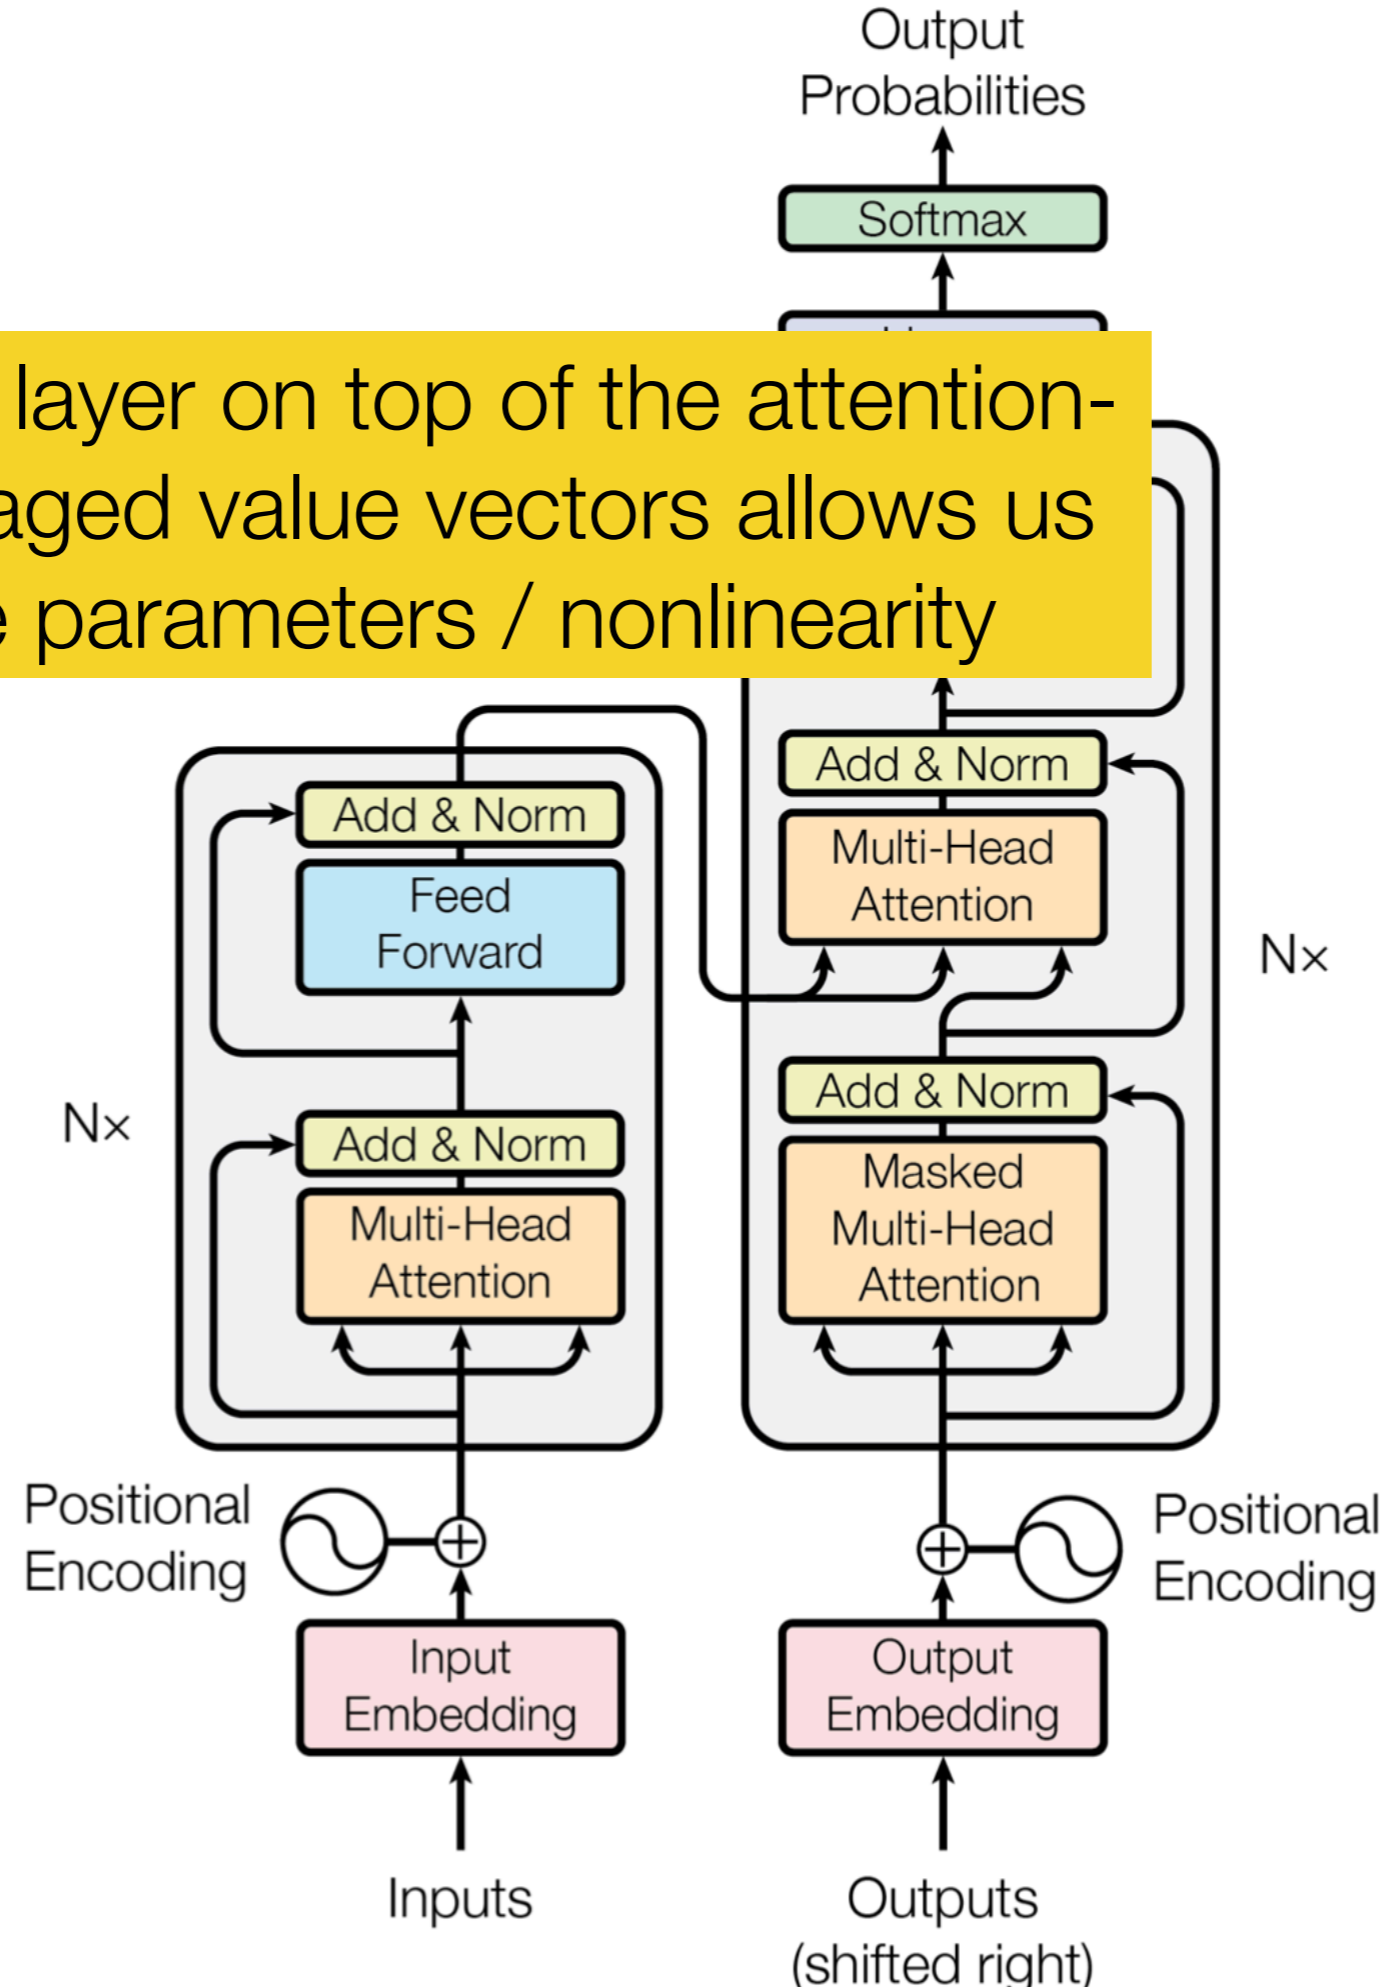 Output
Probabilities
Softmax
layer on top of the attention-
value vectors allows us
parameters / nonlinearity
Add & Norm
Multi-Head
Attention
Add & Norm
Feed
Forward
Nx
Add & Norm
Masked
Multi-Head
Attention
Nx
Add & Norm
Multi-Head
Attention
Positional
Encoding
Positional
Encoding
Input
Embedding
Output
Embedding
Inputs
Outputs
(shifted right)